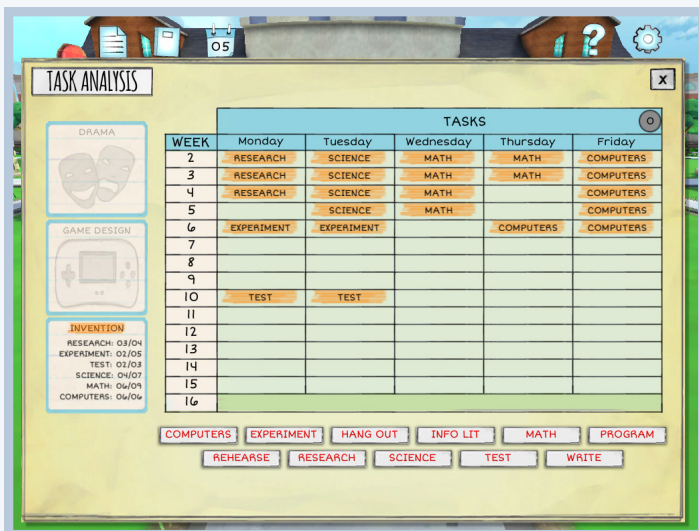 05
?
TASK ANALYSIS
X
TASKS
0
WEEK Monday Tuesday Wednesday Thursday Friday
2 RESEARCH SCIENCE MATH MATH COMPUTERS
3 RESEARCH SCIENCE MATH MATH COMPUTERS
4 RESEARCH SCIENCE MATH COMPUTERS
5 SCIENCE MATH COMPUTERS
6 EXPERIMENT EXPERIMENT COMPUTERS COMPUTERS
7
8
9
10 TEST TEST
11
12
13
14
15
16
DRAMA
GAME DESIGN
INVENTION
RESEARCH: 03/04
EXPERIMENT: 02/05
TEST: 02/03
SCIENCE: 04/07
MATH: 06/09
COMPUTERS: 06/06
COMPUTERS EXPERIMENT HANG OUT INFO LIT MATH PROGRAM
REHEARSE RESEARCH SCIENCE TEST WRITE